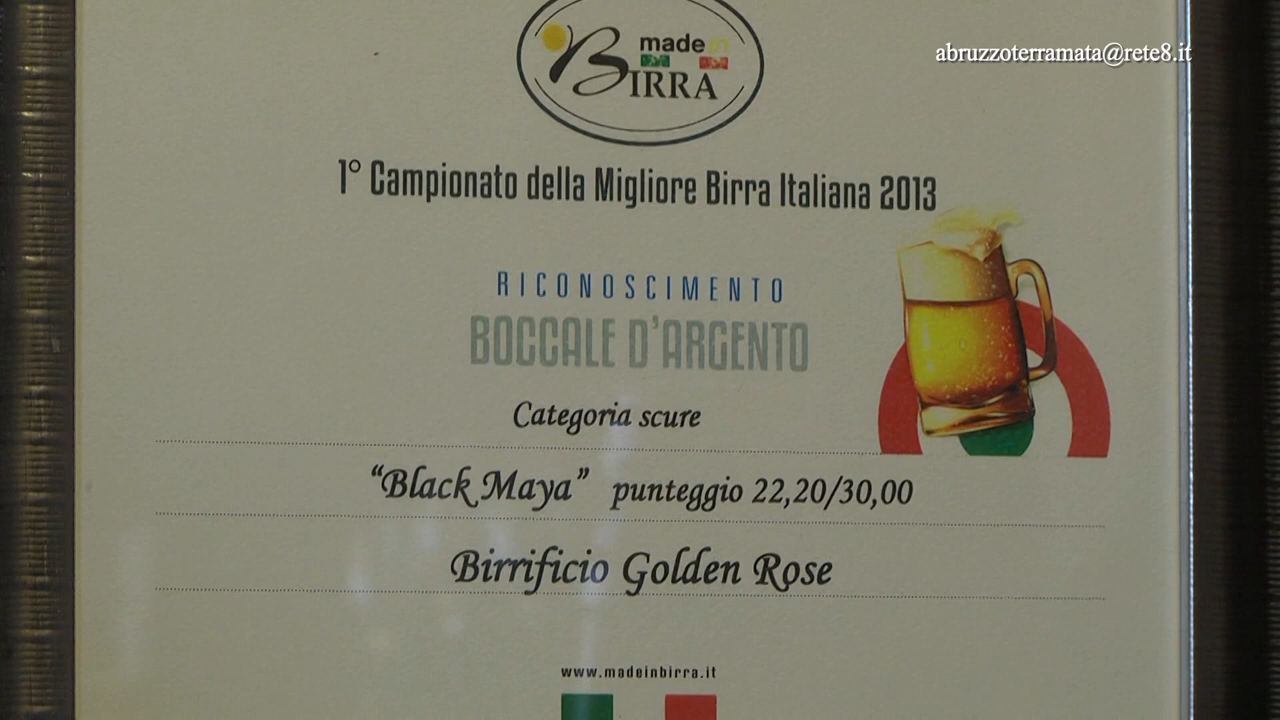 made
BIRRA
abruzzoterramata@rete8.it
1° Campionato della Migliore Birra Italiana 2013
RICONOSCIMENTO
BOCCALE D'ARGENTO
Categoria scure
“Black Maya” punteggio 22,20/30,00
Birrificio Golden Rose
www.madeinbirra.it